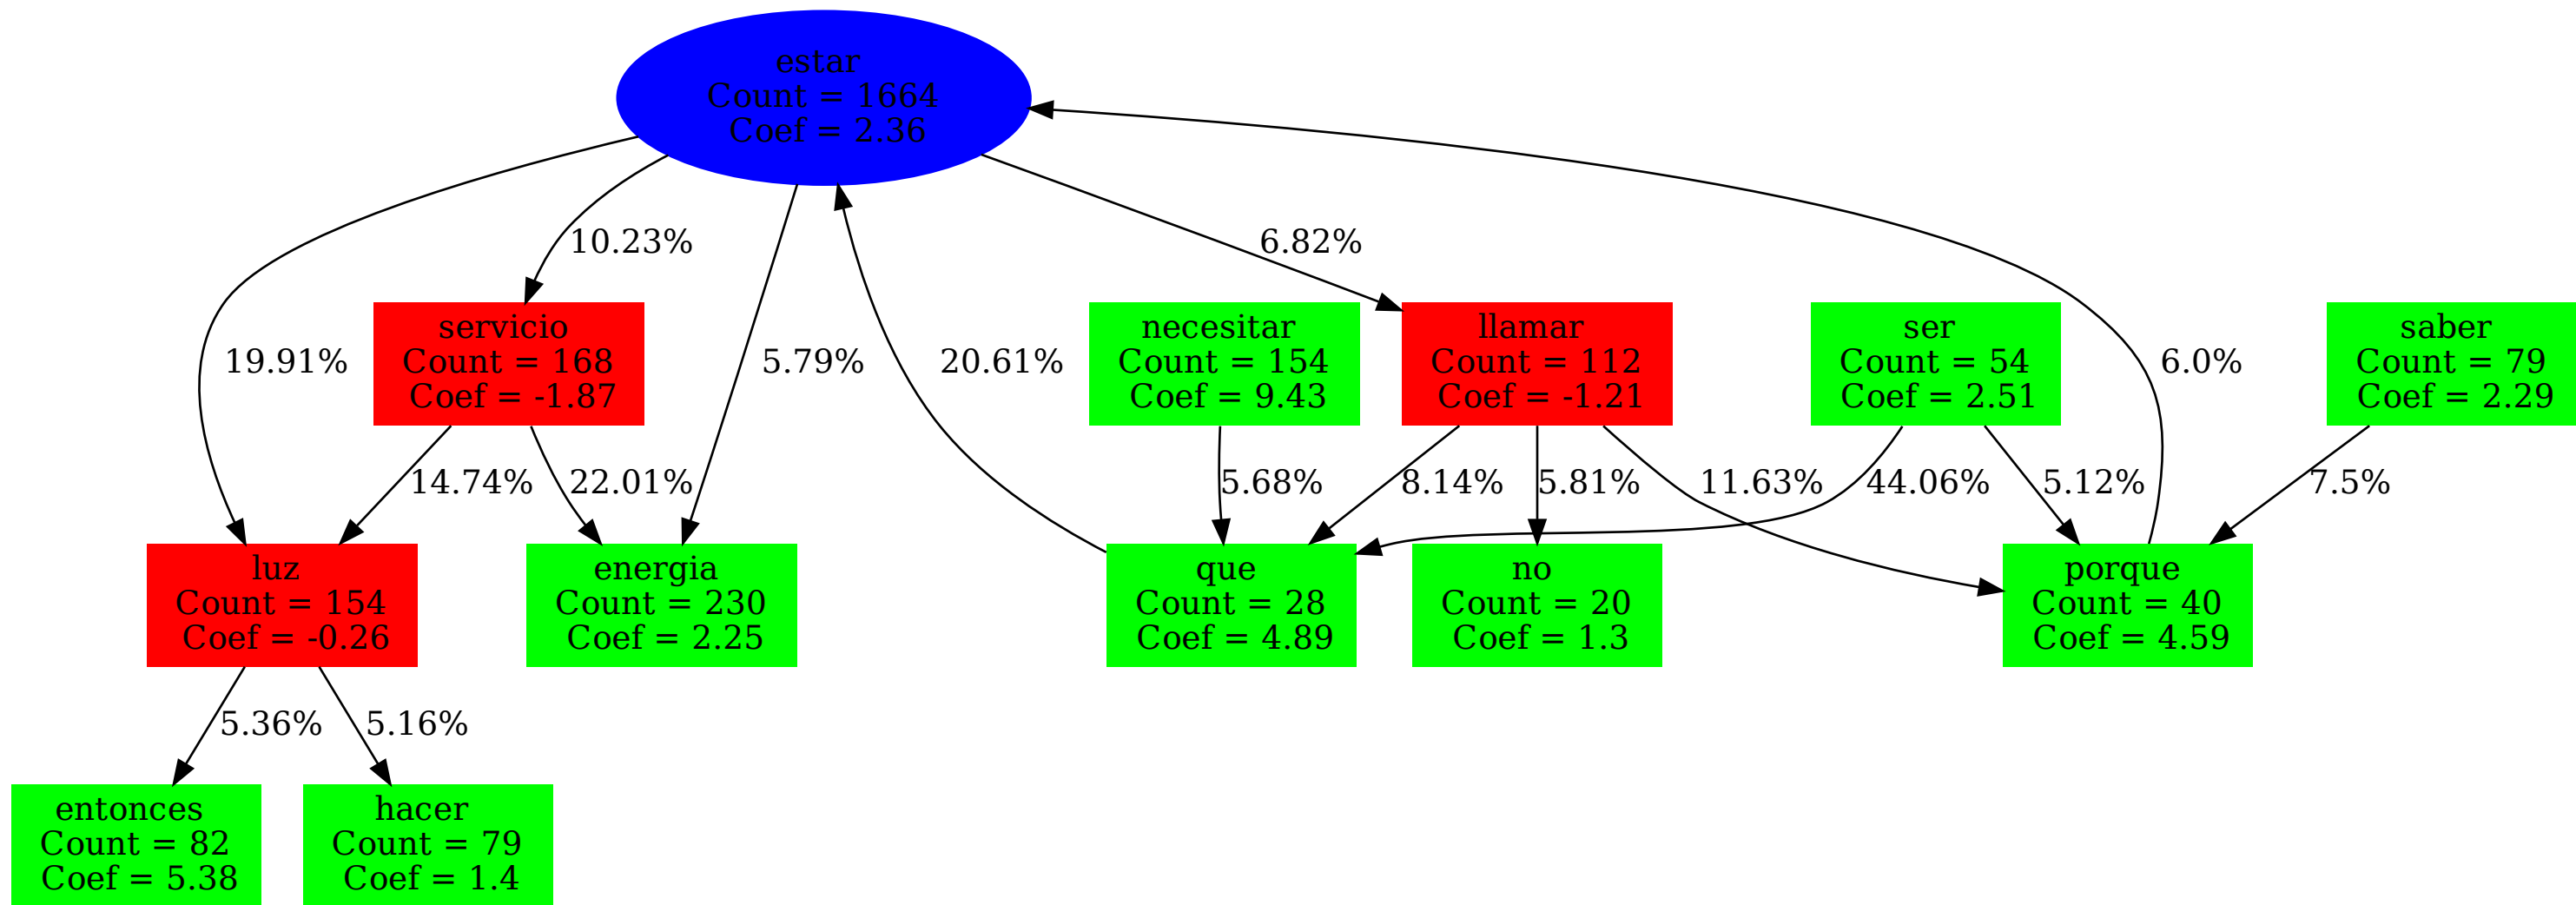 estar
Count = 1664
Coef = 2.36
10.23%
6.82%
19.91%
servicio
Count = 168
Coef = -1.87
5.79%
20.61%
necesitar
Count = 154
Coef = 9.43
llamar
Count = 112
Coef = -1.21
ser
Count = 54
Coef = 2.51
6.0%
saber
Count = 79
Coef = 2.29
14.74%
22.01%
5.68%
8.14%
5.81%
11.63%
44.06%
5.12%
7.5%
luz
Count = 154
Coef = -0.26
energia
Count = 230
Coef = 2.25
que
Count = 28
Coef = 4.89
no
Count = 20
Coef = 1.3
porque
Count = 40
Coef = 4.59
5.36%
5.16%
entonces
Count = 82
Coef = 5.38
hacer
Count = 79
Coef = 1.4